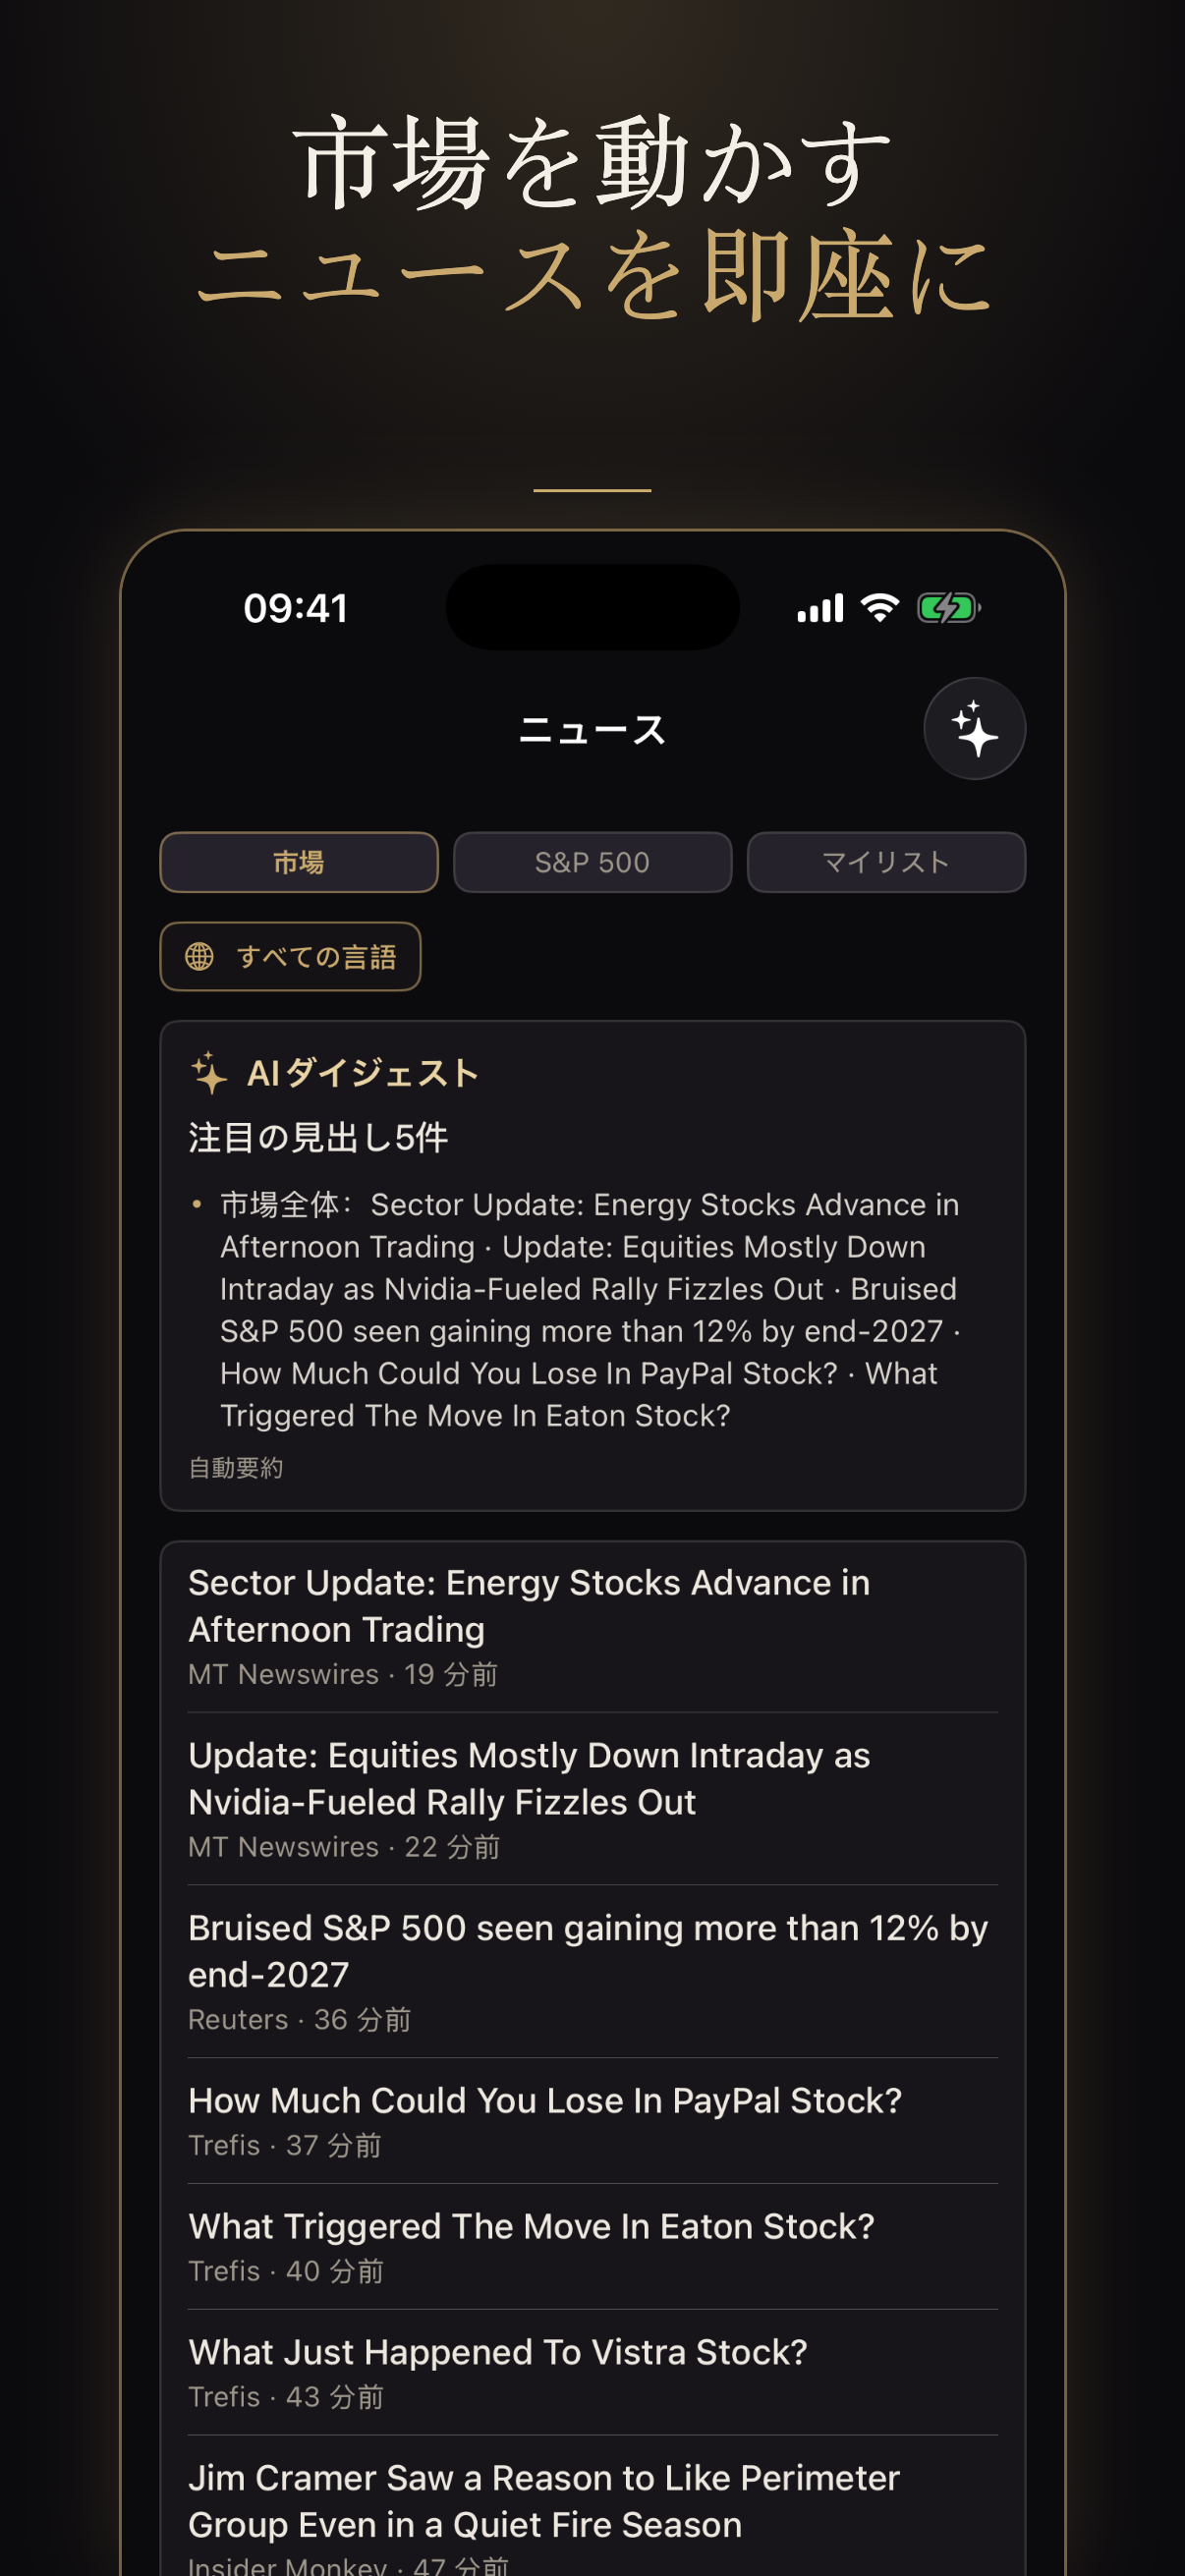 市場を動かす
ニュースを即座に
09:41
ニュース
市場
S&P 500
マイリスト
すべての言語
AIダイジェスト
注目の見出し5件
• 市場全体: Sector Update: Energy Stocks Advance in
Afternoon Trading · Update: Equities Mostly Down
Intraday as Nvidia-Fueled Rally Fizzles Out · Bruised
S&P 500 seen gaining more than 12% by end-2027 ·
How Much Could You Lose In PayPal Stock? · What
Triggered The Move In Eaton Stock?
自動要約
Sector Update: Energy Stocks Advance in
Afternoon Trading
MT Newswires · 19 分前
Update: Equities Mostly Down Intraday as
Nvidia-Fueled Rally Fizzles Out
MT Newswires · 22 分前
Bruised S&P 500 seen gaining more than 12% by
end-2027
Reuters · 36 分前
How Much Could You Lose In PayPal Stock?
Trefis · 37 分前
What Triggered The Move In Eaton Stock?
Trefis · 40 分前
What Just Happened To Vistra Stock?
Trefis · 43 分前
Jim Cramer Saw a Reason to Like Perimeter
Group Even in a Quiet Fire Season
Insider Monkey · 47 分前